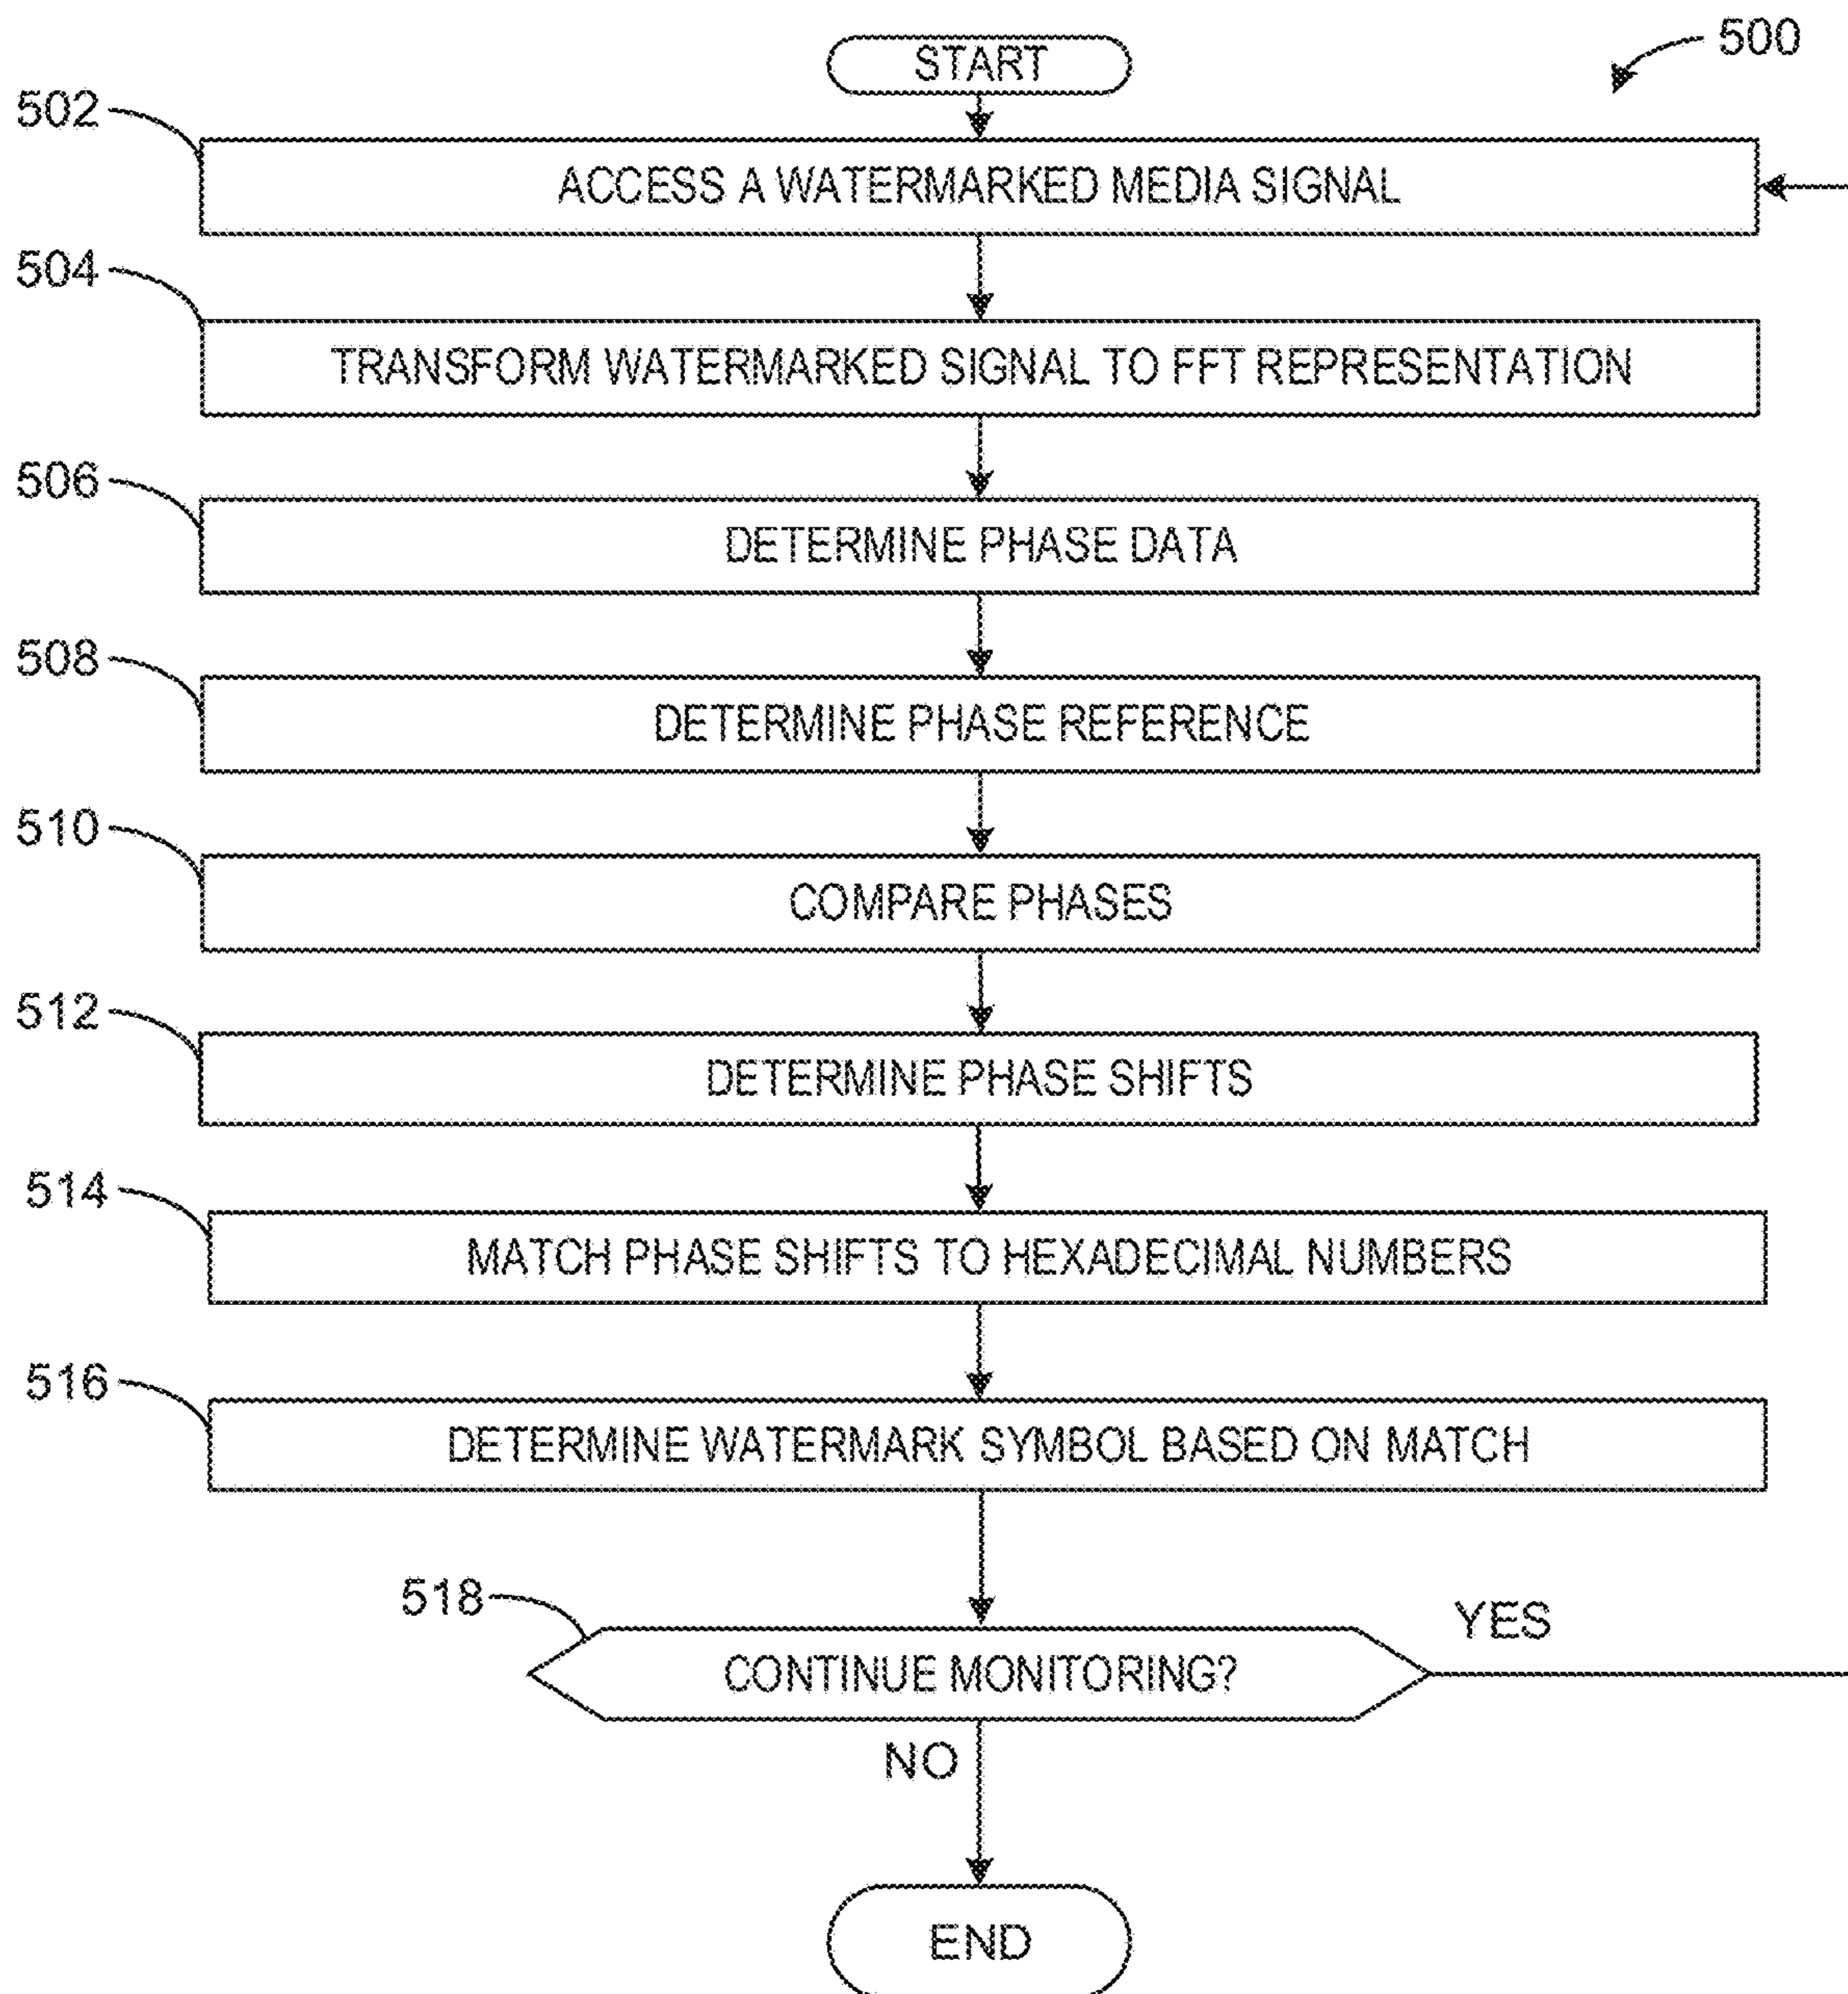 START
500
502
ACCESS A WATERMARKED MEDIA SIGNAL
504
TRANSFORM WATERMARKED SIGNAL TO FFT REPRESENTATION
506
DETERMINE PHASE DATA
508
DETERMINE PHASE REFERENCE
510
COMPARE PHASES
512
DETERMINE PHASE SHIFTS
514
MATCH PHASE SHIFTS TO HEXADECIMAL NUMBERS
516
DETERMINE WATERMARK SYMBOL BASED ON MATCH
518
CONTINUE MONITORING?
YES
NO
END